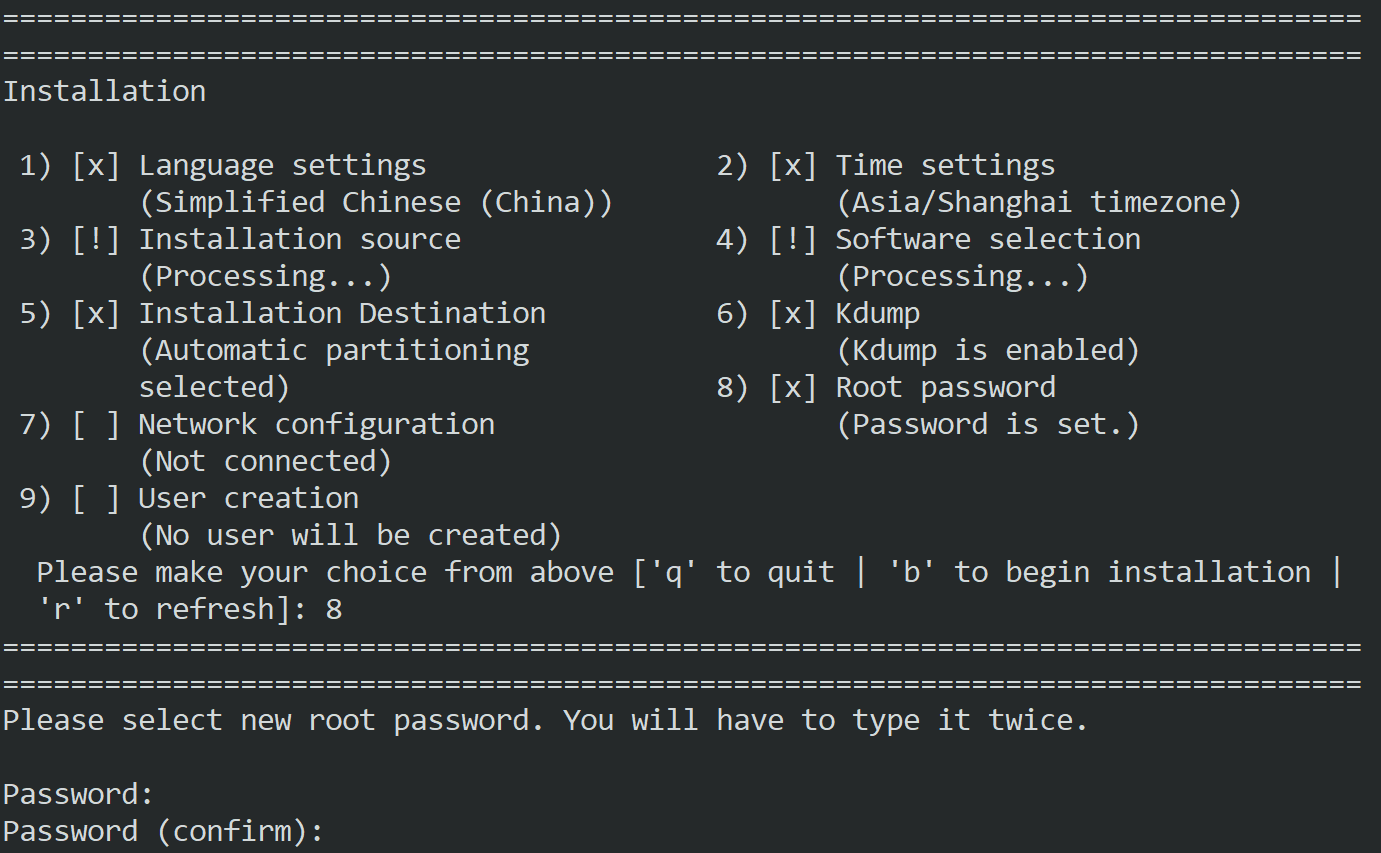 ================================================================================
================================================================================
Installation
1) [x] Language settings                 2) [x] Time settings
       (Simplified Chinese (China))             (Asia/Shanghai timezone)
3) [!] Installation source               4) [!] Software selection
       (Processing...)                          (Processing...)
5) [x] Installation Destination          6) [x] Kdump
       (Automatic partitioning                  (Kdump is enabled)
       selected)                         8) [x] Root password
7) [ ] Network configuration                    (Password is set.)
       (Not connected)
9) [ ] User creation
       (No user will be created)
  Please make your choice from above ['q' to quit | 'b' to begin installation |
  'r' to refresh]: 8
================================================================================
================================================================================
Please select new root password. You will have to type it twice.
Password:
Password (confirm):